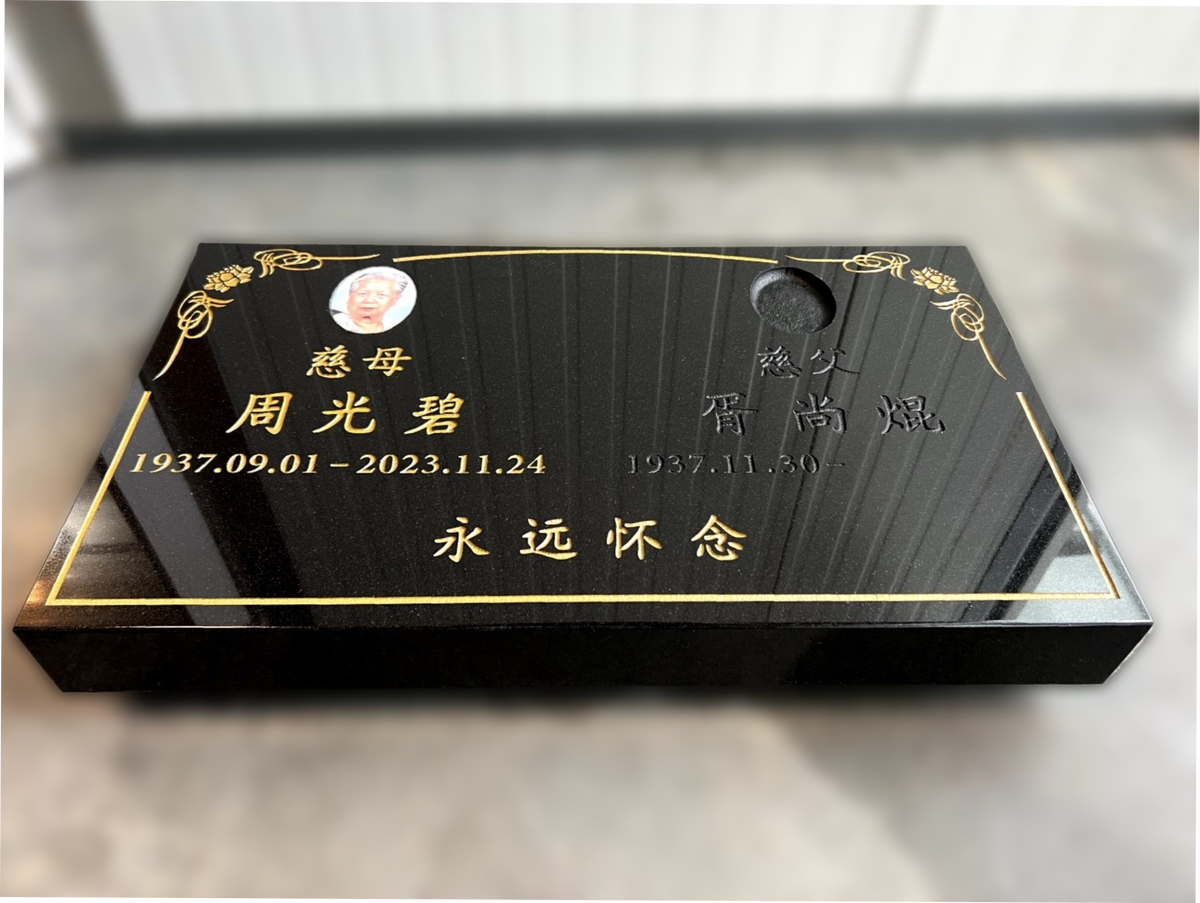 慈母
周光碧
1937.09.01-2023.11.24
慈父
胥尚焜
1937.11.30-
永远怀念